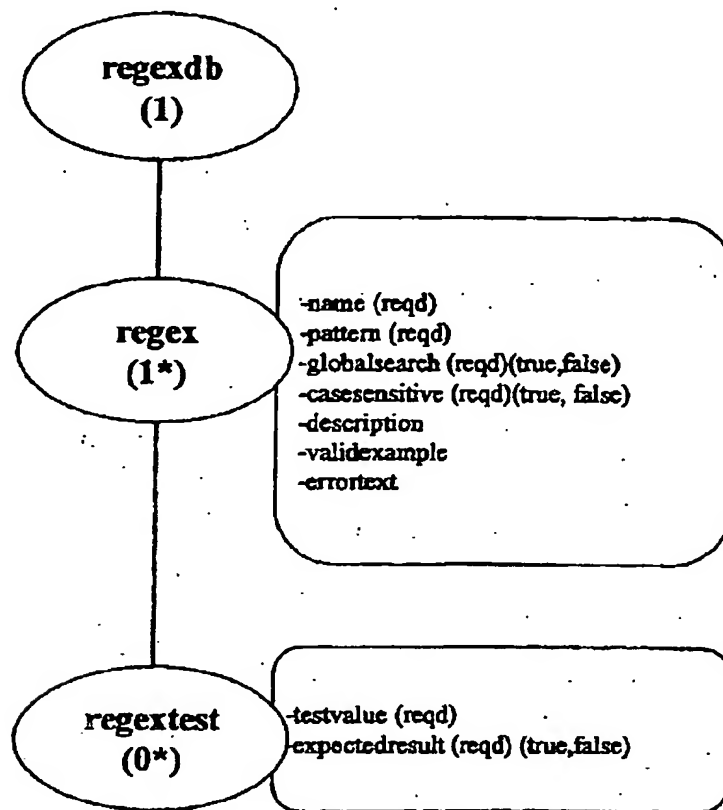 regexdb
(1)
regex
(1*)
-name (reqd)
-pattern (reqd)
-globalsearch (reqd)(true,false)
-casesensitive (reqd)(true, false)
-description
-validexample
-errortext
regextest
(0*)
-testvalue (reqd)
-expectedresult (reqd) (true,false)